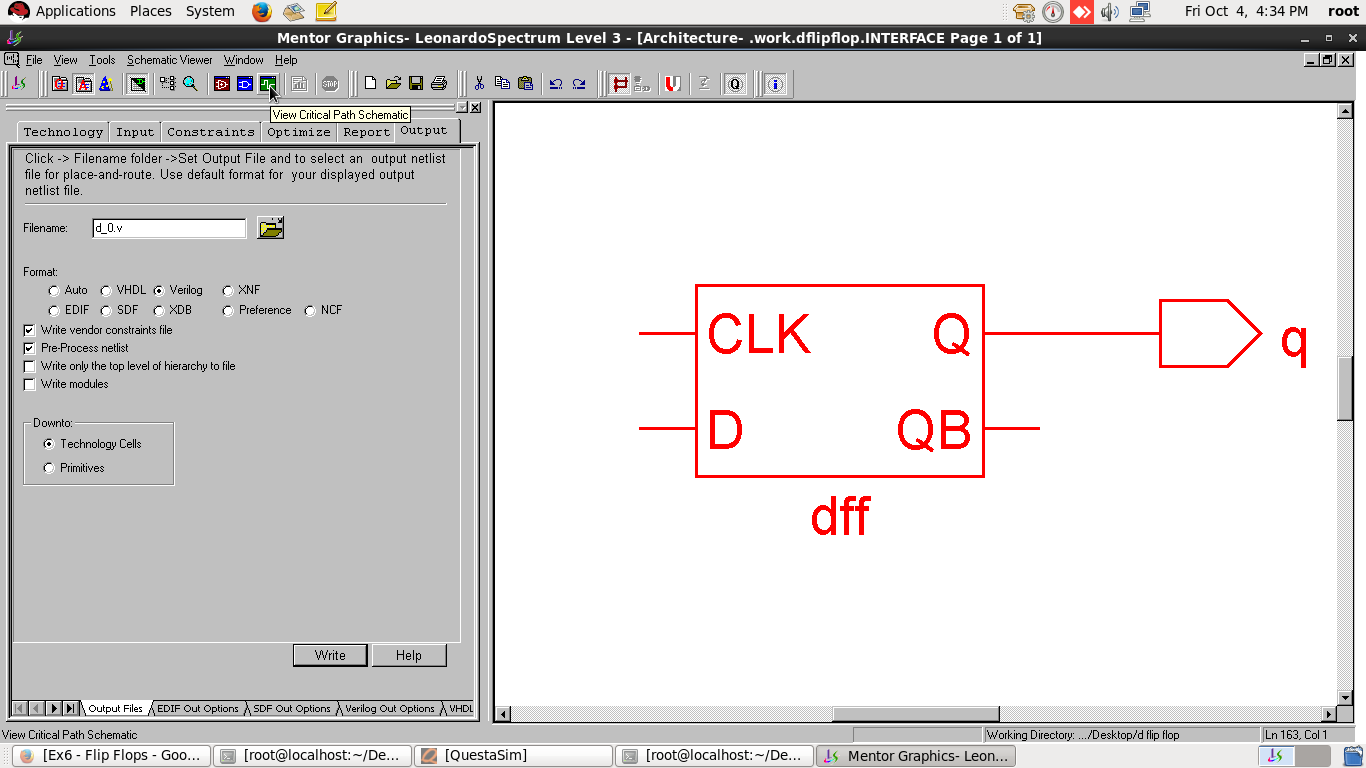 Applications Places System Fri Oct 4, 4:34 PM root
Mentor Graphics- LeonardoSpectrum Level 3 - [Architecture- .work.dflipflop.INTERFACE Page 1 of 1]
File View Tools Schematic Viewer Window Help
STOP Q
View Critical Path Schematic
Technology Input Constraints Optimize Report Output
Click -> Filename folder ->Set Output File and to select an output netlist
file for place-and-route. Use default format for your displayed output
netlist file.
Filename: d_0.v
Format:
Auto VHDL Verilog XNF
EDIF SDF XDB Preference NCF
Write vendor constraints file
Pre-Process netlist
Write only the top level of hierarchy to file
Write modules
Downto:
Technology Cells
Primitives
Write Help
Output Files EDIF Out Options SDF Out Options Verilog Out Options VHDL
CLK Q
D QB
dff
q
View Critical Path Schematic Working Directory: .../Desktop/d flip flop Ln 163, Col 1
[Ex6 - Flip Flops - Goo... [root@localhost:~/De... [QuestaSim] [root@localhost:~/De... Mentor Graphics- Leon...